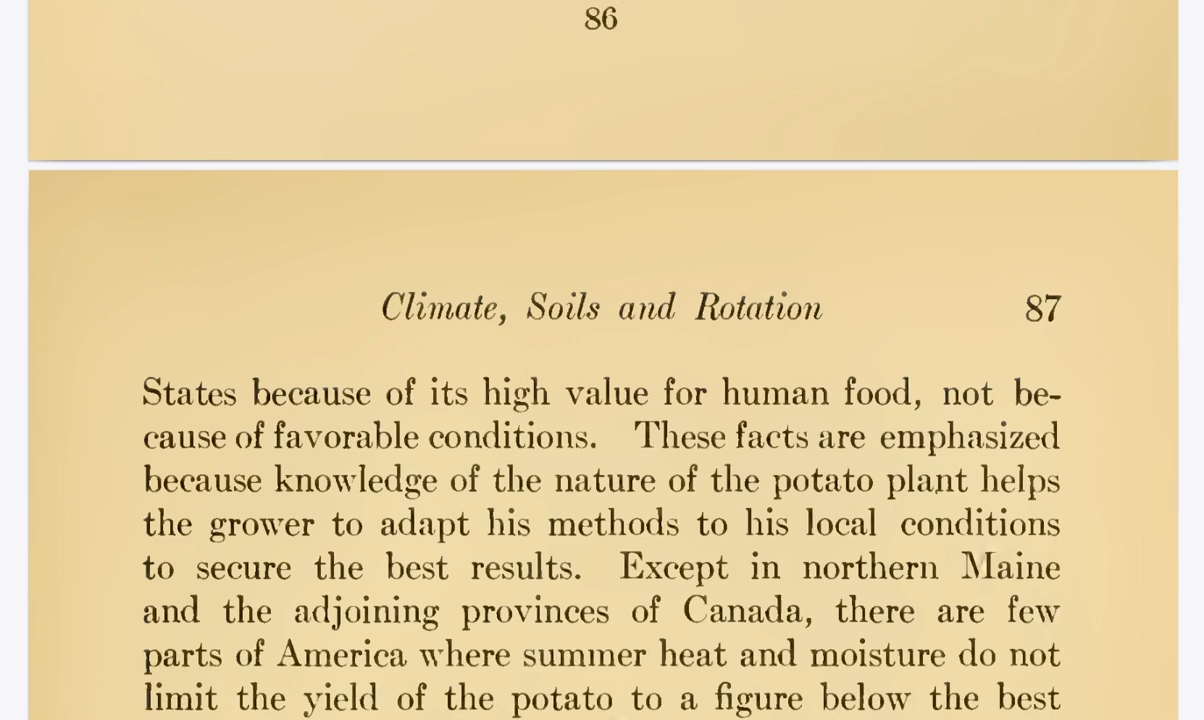 86
Climate, Soils and Rotation 87
States because of its high value for human food, not be-
cause of favorable conditions. These facts are emphasized
because knowledge of the nature of the potato plant helps
the grower to adapt his methods to his local conditions
to secure the best results. Except in northern Maine
and the adjoining provinces of Canada, there are few
parts of America where summer heat and moisture do not
limit the yield of the potato to a figure below the best